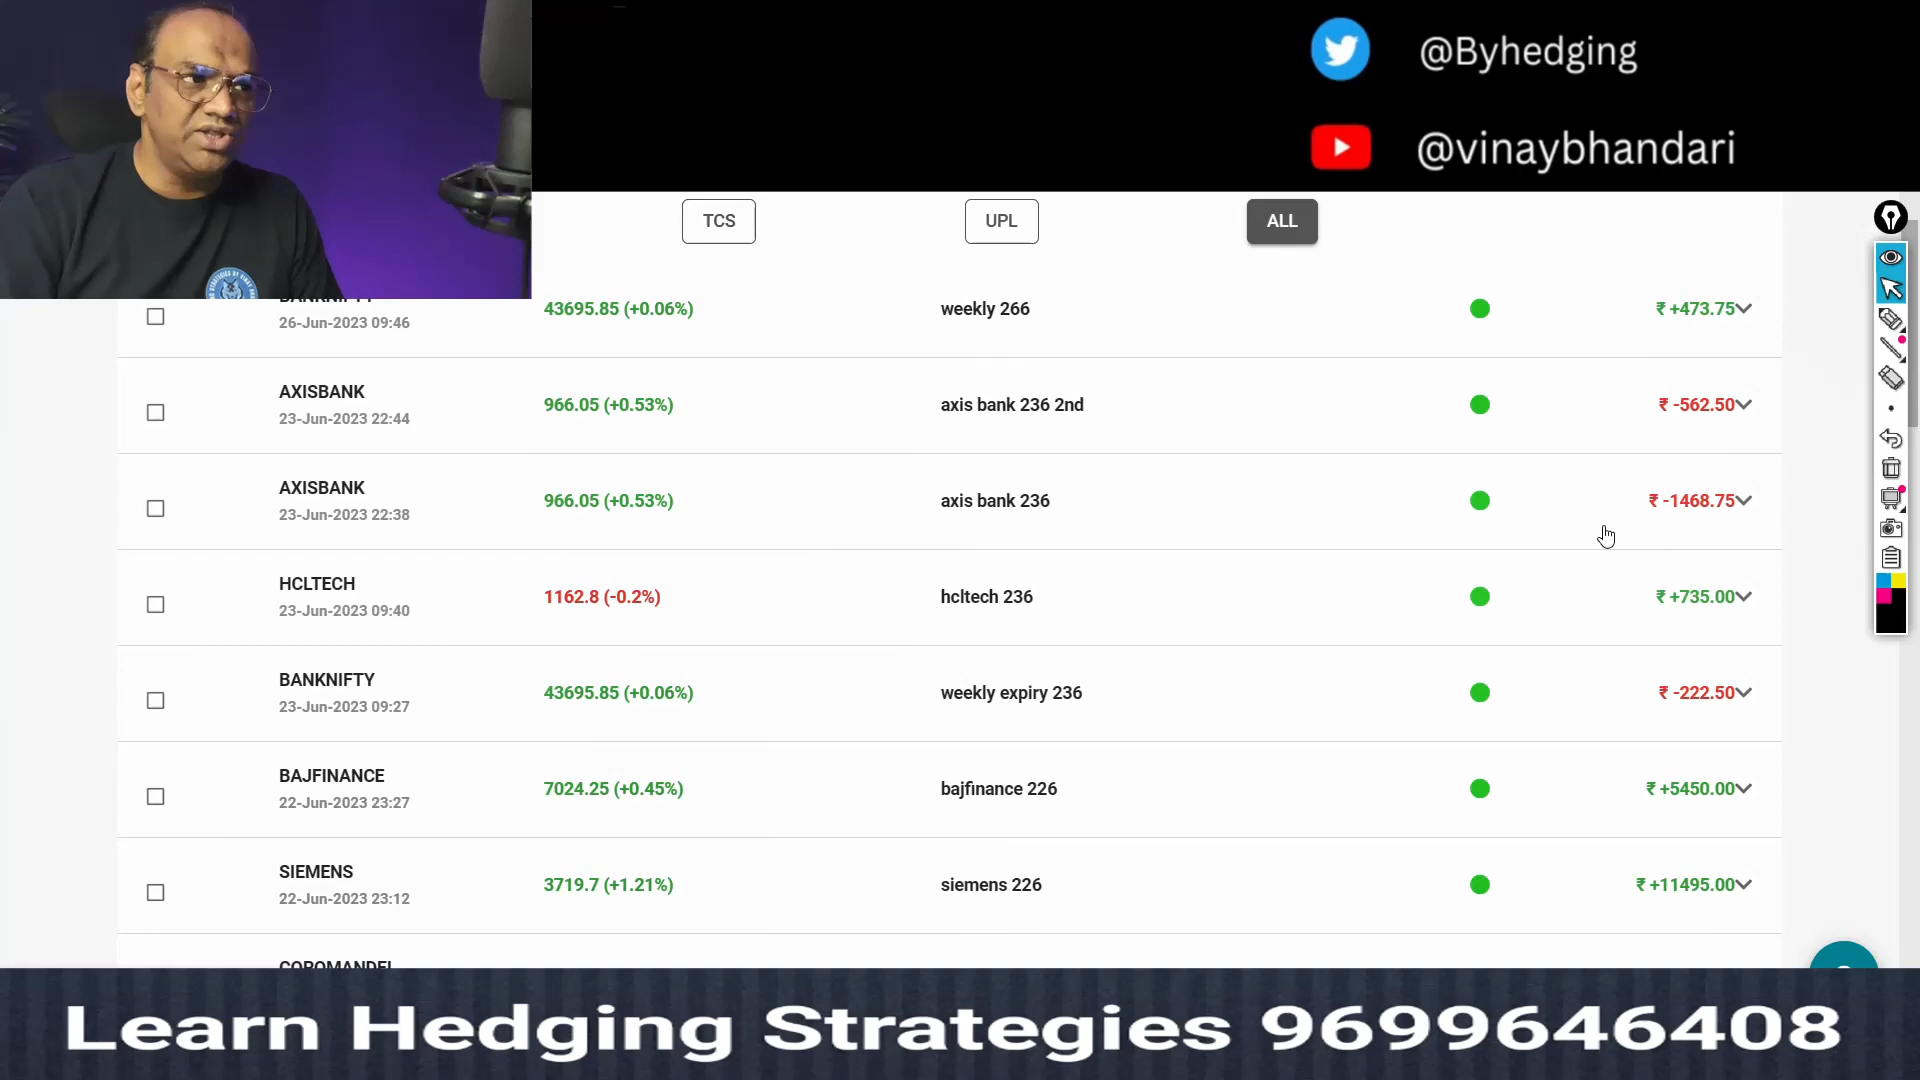 @Byhedging
@vinaybhandari
TCS UPL ALL
BANKNIFTY
26-Jun-2023 09:46
43695.85 (+0.06%)
weekly 266
₹ +473.75
AXISBANK
23-Jun-2023 22:44
966.05 (+0.53%)
axis bank 236 2nd
₹ -562.50
AXISBANK
23-Jun-2023 22:38
966.05 (+0.53%)
axis bank 236
₹ -1468.75
HCLTECH
23-Jun-2023 09:40
1162.8 (-0.2%)
hcltech 236
₹ +735.00
BANKNIFTY
23-Jun-2023 09:27
43695.85 (+0.06%)
weekly expiry 236
₹ -222.50
BAJFINANCE
22-Jun-2023 23:27
7024.25 (+0.45%)
bajfinance 226
₹ +5450.00
SIEMENS
22-Jun-2023 23:12
3719.7 (+1.21%)
siemens 226
₹ +11495.00
COROMANDEL
Learn Hedging Strategies 9699646408